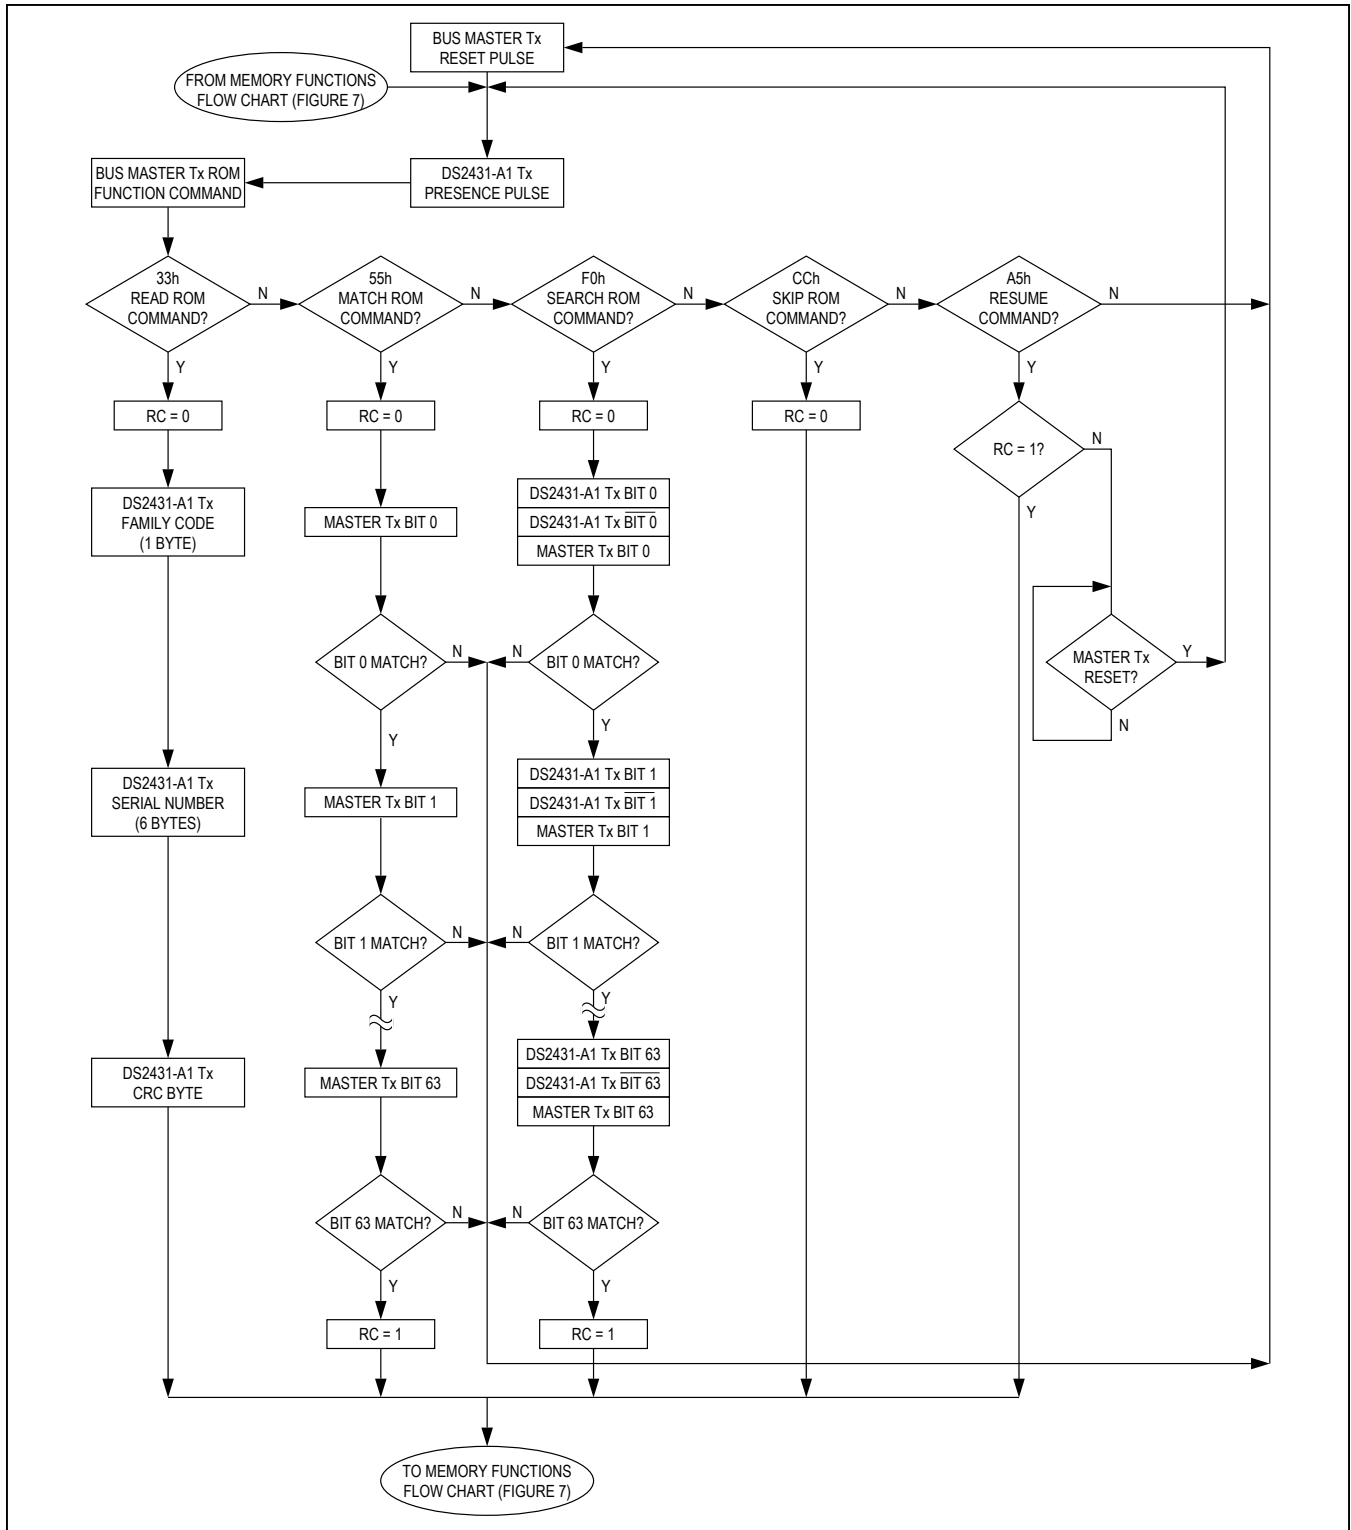 BUS MASTER Tx
RESET PULSE
FROM MEMORY FUNCTIONS
FLOW CHART (FIGURE 7)
BUS MASTER Tx ROM
FUNCTION COMMAND
DS2431-A1 Tx
PRESENCE PULSE
33h
READ ROM
COMMAND?
N
55h
MATCH ROM
COMMAND?
N
F0h
SEARCH ROM
COMMAND?
N
CCh
SKIP ROM
COMMAND?
N
A5h
RESUME
COMMAND?
N
Y
Y
Y
Y
Y
RC = 0
RC = 0
RC = 0
RC = 0
RC = 1?
N
Y
DS2431-A1 Tx
FAMILY CODE
(1 BYTE)
MASTER Tx BIT 0
DS2431-A1 Tx BIT 0
DS2431-A1 Tx B̅I̅T̅ ̅0̅
MASTER Tx BIT 0
BIT 0 MATCH?
N
N
BIT 0 MATCH?
MASTER Tx
RESET?
Y
N
Y
Y
DS2431-A1 Tx
SERIAL NUMBER
(6 BYTES)
MASTER Tx BIT 1
DS2431-A1 Tx BIT 1
DS2431-A1 Tx B̅I̅T̅ ̅1̅
MASTER Tx BIT 1
BIT 1 MATCH?
N
N
BIT 1 MATCH?
Y
Y
DS2431-A1 Tx
CRC BYTE
MASTER Tx BIT 63
DS2431-A1 Tx BIT 63
DS2431-A1 Tx B̅I̅T̅ ̅6̅3̅
MASTER Tx BIT 63
BIT 63 MATCH?
N
N
BIT 63 MATCH?
Y
Y
RC = 1
RC = 1
TO MEMORY FUNCTIONS
FLOW CHART (FIGURE 7)